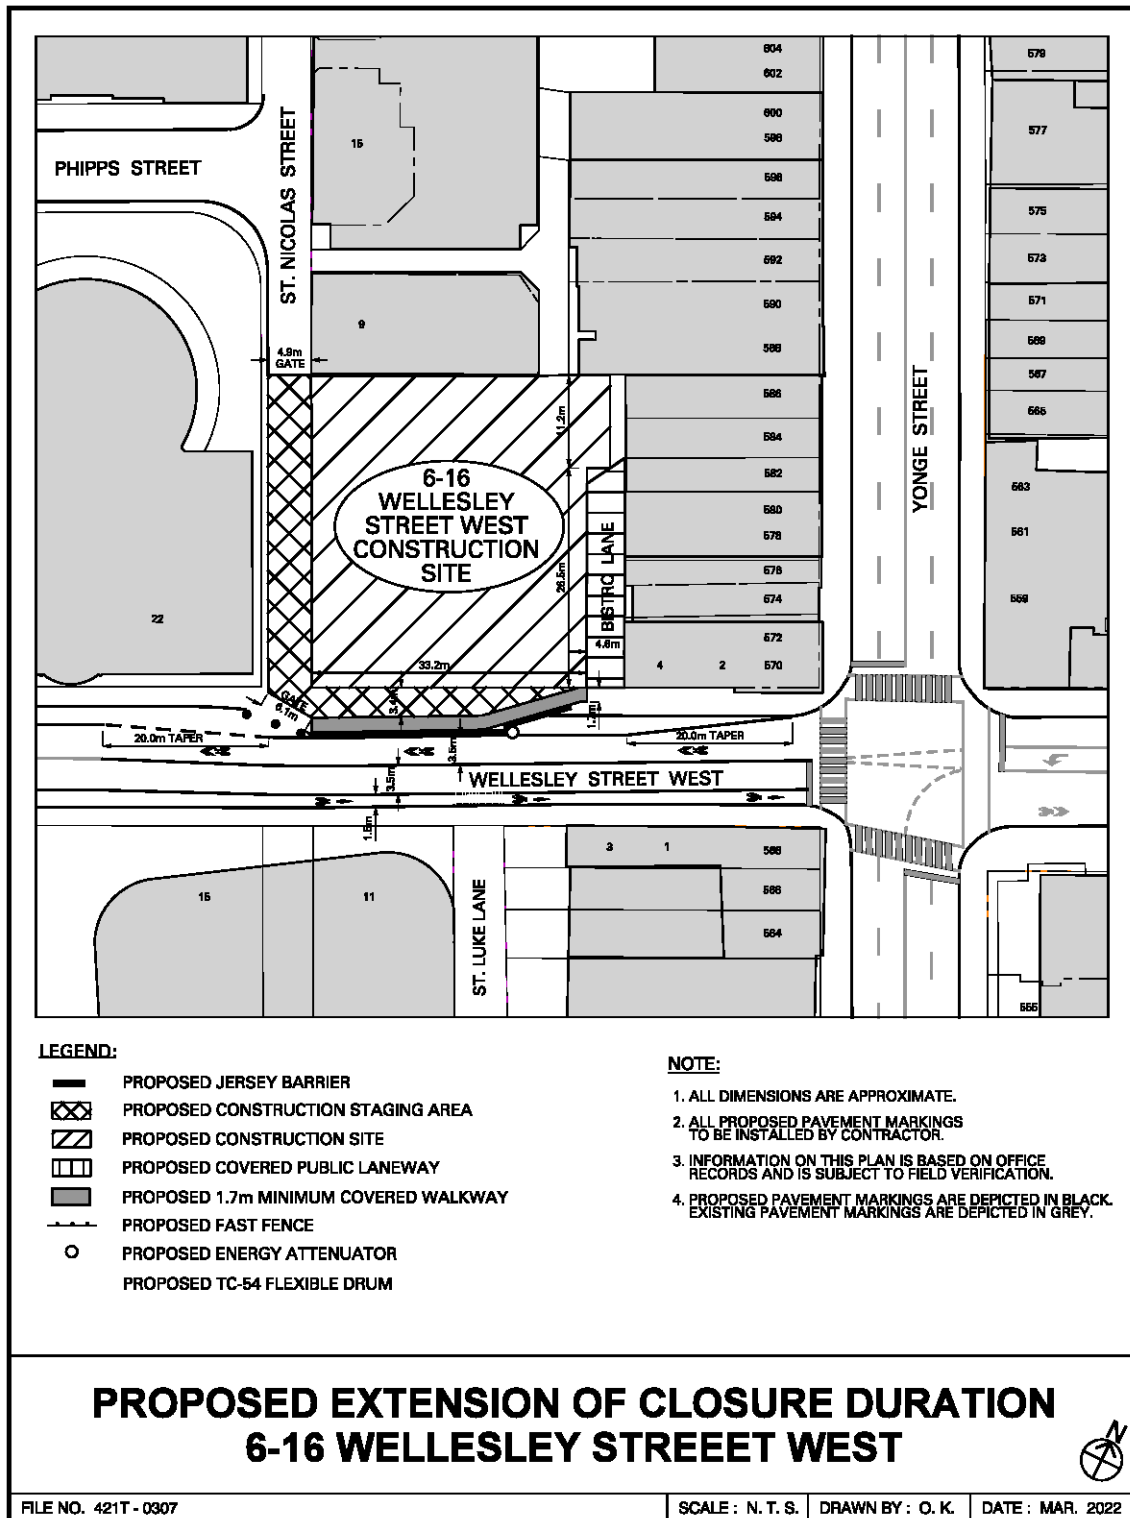 604
602
600
598
596
594
592
590
588
586
584
582
580
578
576
574
572
570
4 2
579
577
575
573
571
569
567
565
563
561
559
15
9
22
PHIPPS STREET
ST. NICOLAS STREET
YONGE STREET
4.9m
GATE
11.2m
26.5m
6-16
WELLESLEY
STREET WEST
CONSTRUCTION
SITE
BISTRO LANE
4.6m
33.2m
GATE
6.1m
3.4m
20.0m TAPER
20.0m TAPER
3.5m
3.5m
WELLESLEY STREET WEST
3 1
15
11
ST. LUKE LANE
566
564
555
LEGEND:
PROPOSED JERSEY BARRIER
PROPOSED CONSTRUCTION STAGING AREA
PROPOSED CONSTRUCTION SITE
PROPOSED COVERED PUBLIC LANEWAY
PROPOSED 1.7m MINIMUM COVERED WALKWAY
PROPOSED FAST FENCE
PROPOSED ENERGY ATTENUATOR
PROPOSED TC-54 FLEXIBLE DRUM
NOTE:
1. ALL DIMENSIONS ARE APPROXIMATE.
2. ALL PROPOSED PAVEMENT MARKINGS
TO BE INSTALLED BY CONTRACTOR.
3. INFORMATION ON THIS PLAN IS BASED ON OFFICE
RECORDS AND IS SUBJECT TO FIELD VERIFICATION.
4. PROPOSED PAVEMENT MARKINGS ARE DEPICTED IN BLACK.
EXISTING PAVEMENT MARKINGS ARE DEPICTED IN GREY.
PROPOSED EXTENSION OF CLOSURE DURATION
6-16 WELLESLEY STREEET WEST
N
FILE NO. 421T - 0307
SCALE : N. T. S.
DRAWN BY : O. K.
DATE : MAR. 2022